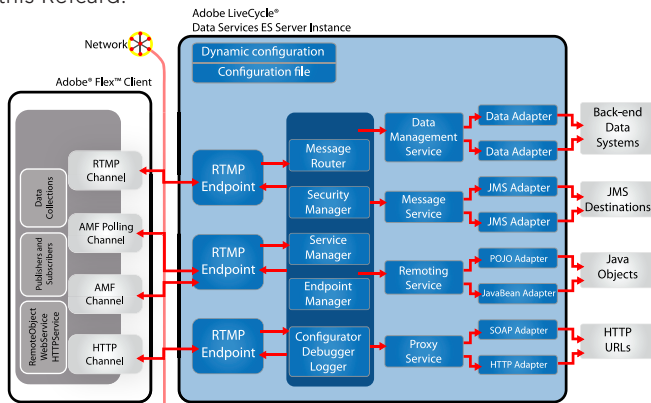 this Refcard.
Adobe LiveCycle®
Data Services ES Server Instance
Network
Dynamic configuration
Configuration file
Adobe® Flex™ Client
Data
Collections
Publishers and
Subscribers
RemoteObject
WebService
HTTPService
RTMP
Channel
AMF Polling
Channel
AMF
Channel
HTTP
Channel
RTMP
Endpoint
RTMP
Endpoint
RTMP
Endpoint
Message
Router
Security
Manager
Service
Manager
Endpoint
Manager
Configurator
Debugger
Logger
Data
Management
Service
Message
Service
Remoting
Service
Proxy
Service
Data Adapter
Data Adapter
JMS Adapter
JMS Adapter
POJO Adapter
JavaBean Adapter
SOAP Adapter
HTTP Adapter
Back-end
Data
Systems
JMS
Destinations
Java
Objects
HTTP
URLs